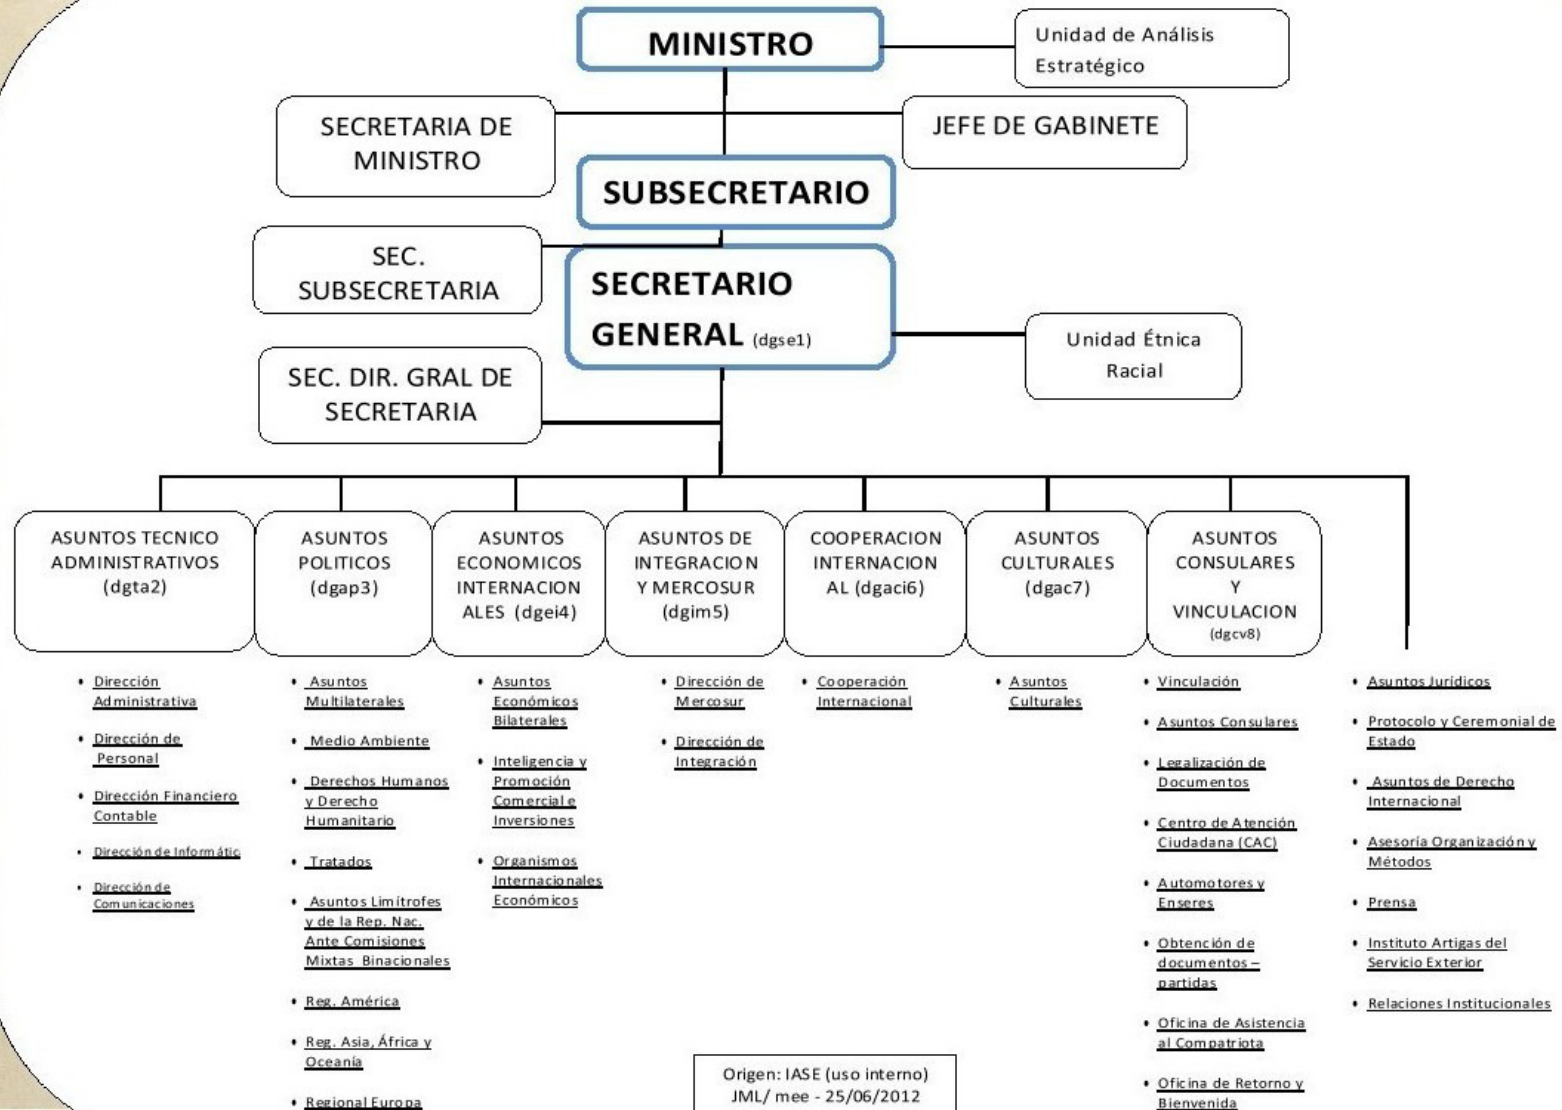 MINISTRO
Unidad de Análisis
Estratégico
SECRETARIA DE
MINISTRO
JEFE DE GABINETE
SUBSECRETARIO
SEC.
SUBSECRETARIA
SECRETARIO
GENERAL (dgse1)
Unidad Étnica
Racial
SEC. DIR. GRAL DE
SECRETARIA
ASUNTOS TECNICO
ADMINISTRATIVOS
(dgta2)
ASUNTOS
POLITICOS
(dgap3)
ASUNTOS
ECONOMICOS
INTERNACION
ALES (dgei4)
ASUNTOS DE
INTEGRACION
Y MERCOSUR
(dgim5)
COOPERACION
INTERNACION
AL (dgaci6)
ASUNTOS
CULTURALES
(dgac7)
ASUNTOS
CONSULARES
Y
VINCULACION
(dgcv8)
• Dirección
Administrativa
• Dirección de
Personal
• Dirección Financiero
Contable
• Dirección de Informátic
• Dirección de
Comunicaciones
• Asuntos
Multilaterales
• Medio Ambiente
• Derechos Humanos
y Derecho
Humanitario
• Tratados
• Asuntos Limítrofes
y de la Rep. Nac.
Ante Comisiones
Mixtas Binacionales
• Reg. América
• Reg. Asia, África y
Oceanía
• Regional Europa
• Asuntos
Económicos
Bilaterales
• Inteligencia y
Promoción
Comercial e
Inversiones
• Organismos
Internacionales
Económicos
• Dirección de
Mercosur
• Dirección de
Integración
• Cooperación
Internacional
• Asuntos
Culturales
• Vinculación
• Asuntos Consulares
• Legalización de
Documentos
• Centro de Atención
Ciudadana (CAC)
• Automotores y
Enseres
• Obtención de
documentos –
partidas
• Oficina de Asistencia
al Compatriota
• Oficina de Retorno y
Bienvenida
• Asuntos Jurídicos
• Protocolo y Ceremonial de
Estado
• Asuntos de Derecho
Internacional
• Asesoría Organización y
Métodos
• Prensa
• Instituto Artigas del
Servicio Exterior
• Relaciones Institucionales
Origen: IASE (uso interno)
JML/ mee - 25/06/2012